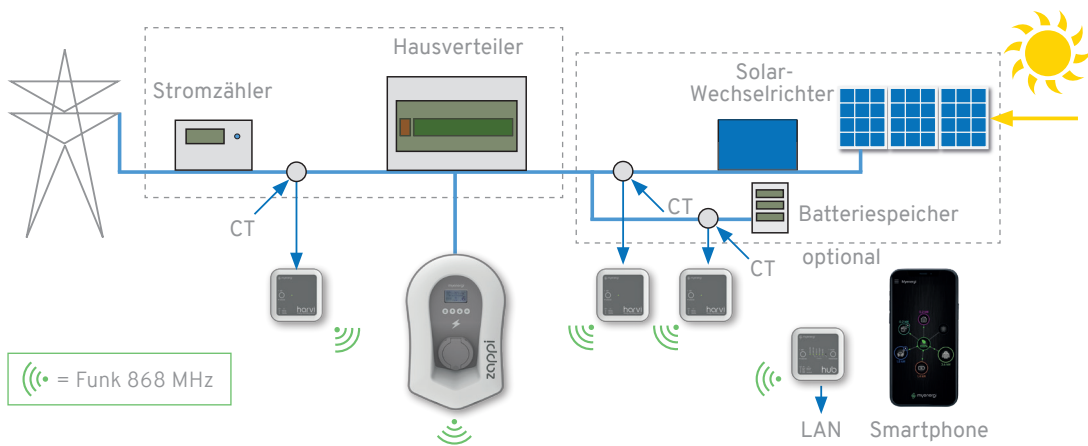 Hausverteiler
Stromzähler
Solar-
Wechselrichter
CT
CT
Batteriespeicher
CT
optional
harvi
harvi
harvi
zappi
hub
myenergi
= Funk 868 MHz
LAN
Smartphone